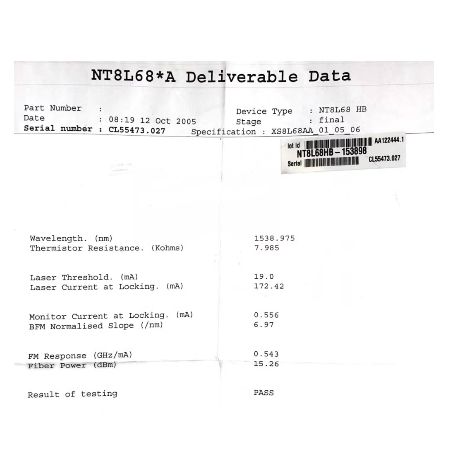 NT8L68*A Deliverable Data
Part Number :
Device Type : NT8L68 HB
Date : 08:19 12 Oct 2005
Stage : final
Serial number : CL55473.027
Specification : XS8L68AA_01_05_06
lot Id AA122444.1
NT8L68HB-153898
Serial CL55473.027
Wavelength. (nm) 1538.975
Thermistor Resistance. (Kohms) 7.985
Laser Threshold. (mA) 19.0
Laser Current at Locking. (mA) 172.42
Monitor Current at Locking. (mA) 0.556
BFM Normalised Slope (/nm) 6.97
FM Response (GHz/mA) 0.543
Fiber Power (dBm) 15.26
Result of testing PASS